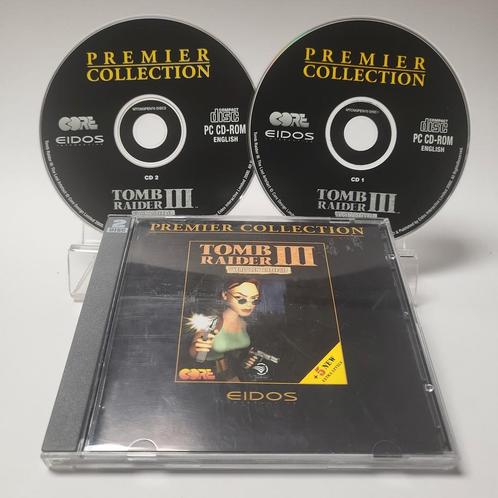 PREMIER
COLLECTION
CORE
EIDOS
COMPACT
disc
PC CD-ROM
ENGLISH
CD 2
TOMB
RAIDER III
PREMIER
COLLECTION
CORE
EIDOS
COMPACT
disc
PC CD-ROM
ENGLISH
CD 1
TOMB
RAIDER III
2
DISC
PREMIER COLLECTION
TOMB
RAIDER III
+5 NEW
CORE
EIDOS